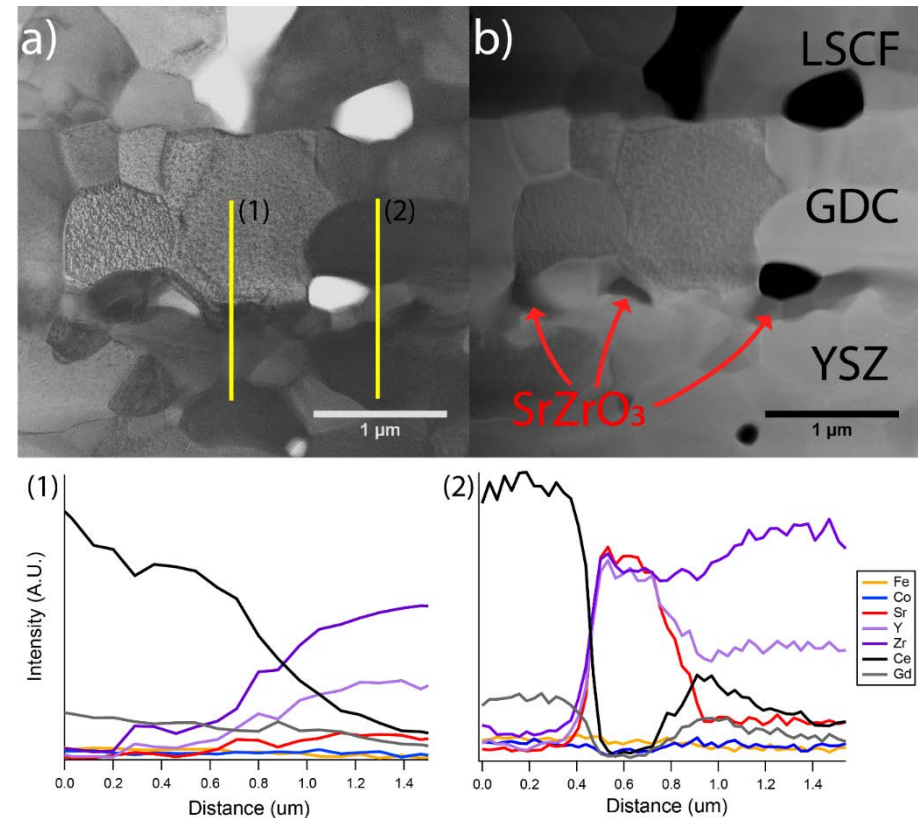 a)
b)
LSCF
(1)
(2)
GDC
YSZ
SrZrO₃
1 µm
1 µm
(1)
(2)
Intensity (A.U.)
Fe
Co
Sr
Y
Zr
Ce
Gd
0.0 0.2 0.4 0.6 0.8 1.0 1.2 1.4
0.0 0.2 0.4 0.6 0.8 1.0 1.2 1.4
Distance (um)
Distance (um)